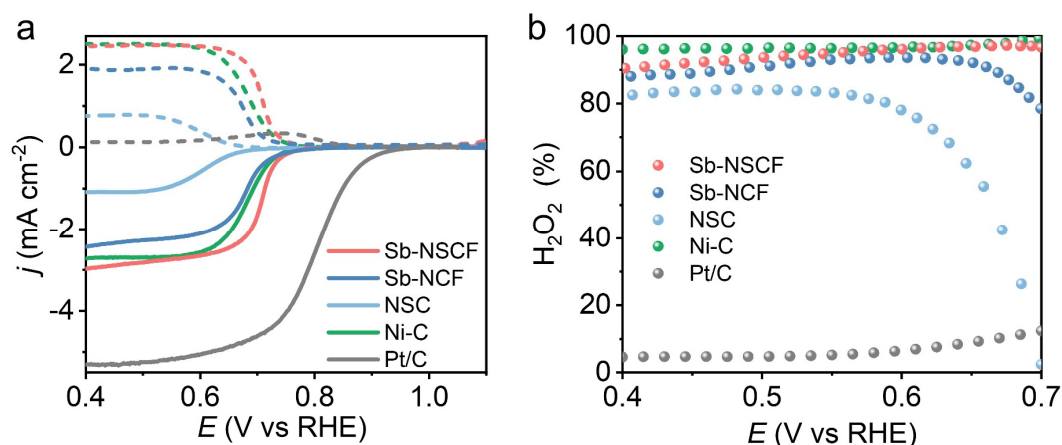 a
j (mA cm⁻²)
2
0
-2
-4
0.4
0.6
0.8
1.0
E (V vs RHE)
Sb-NSCF
Sb-NCF
NSC
Ni-C
Pt/C
b
H₂O₂ (%)
100
80
60
40
20
0
0.4
0.5
0.6
0.7
E (V vs RHE)
Sb-NSCF
Sb-NCF
NSC
Ni-C
Pt/C